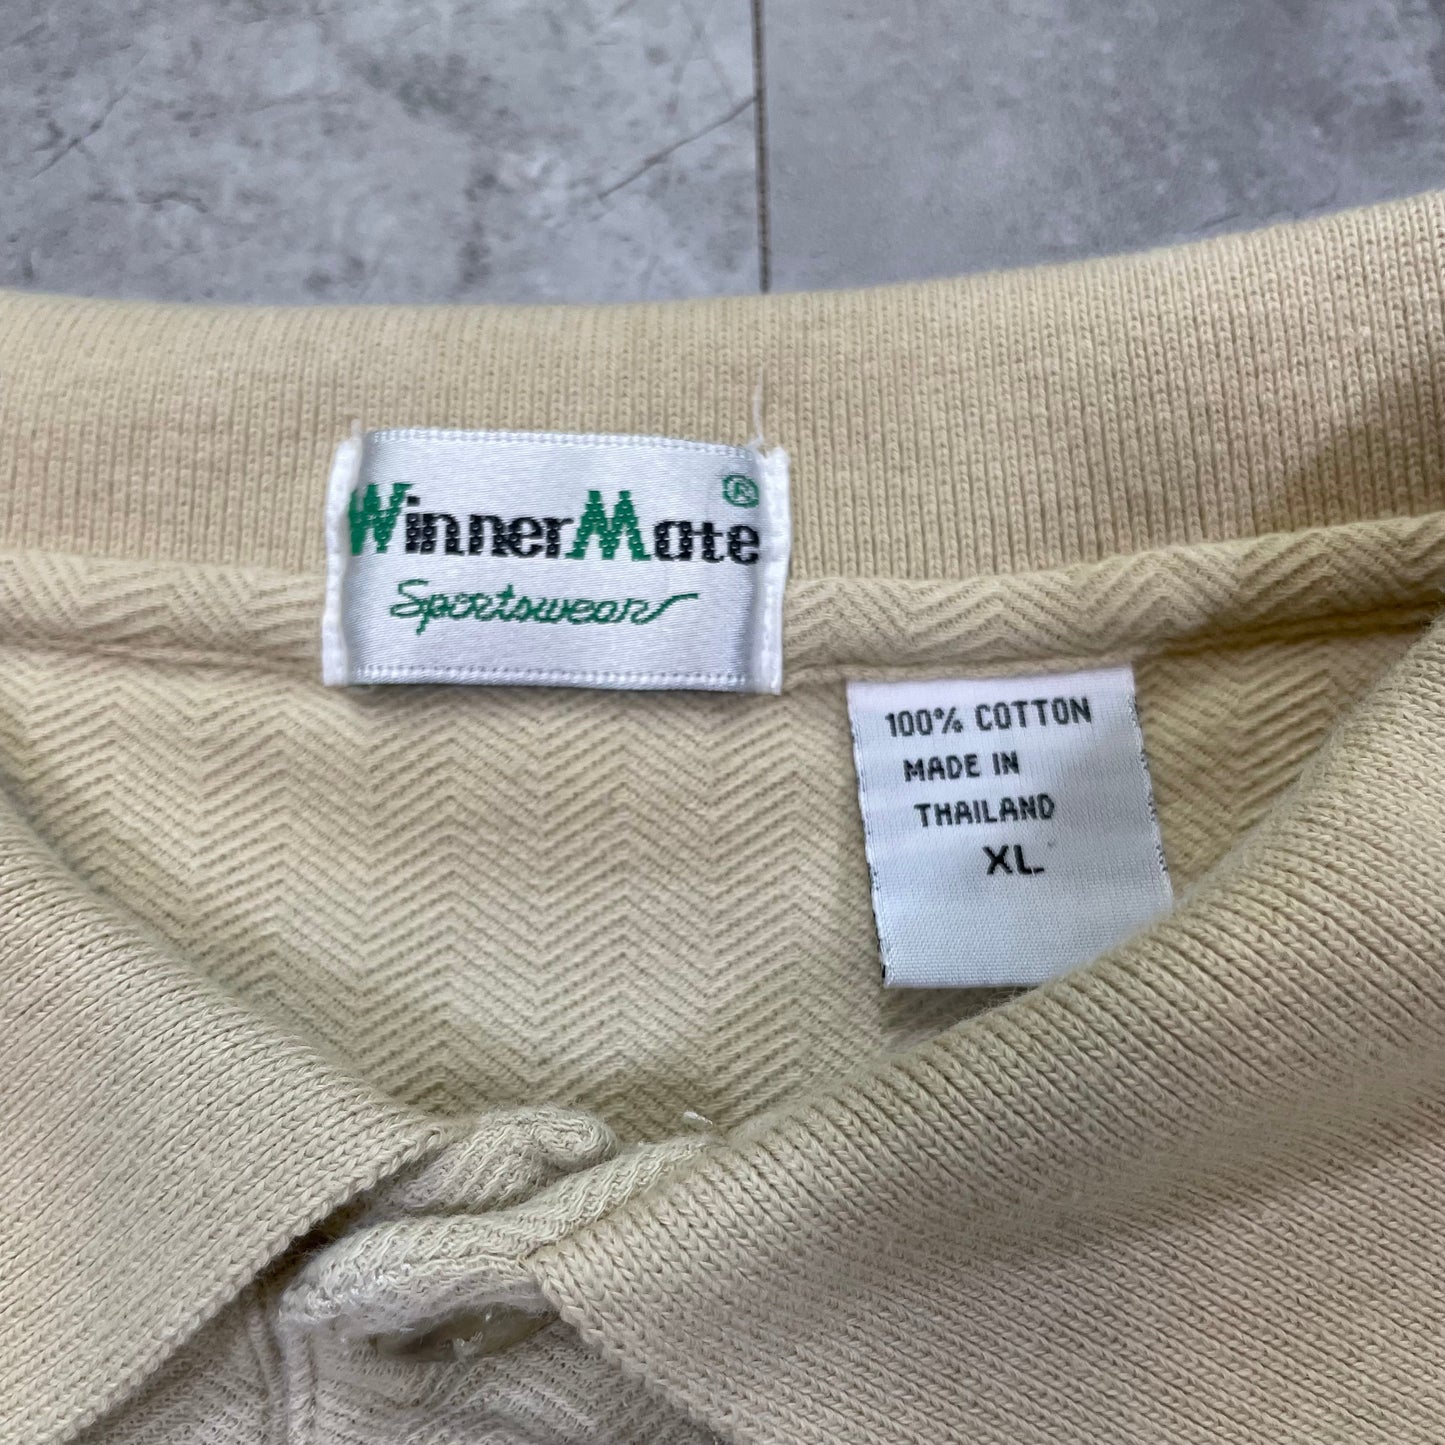 WinnerMate®
Sportswear
100% COTTON
MADE IN
THAILAND
XL